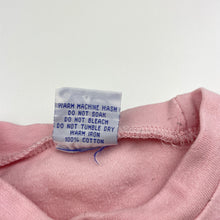 WARM MACHINE WASH
DO NOT SOAK
DO NOT BLEACH
DO NOT TUMBLE DRY
WARM IRON
100% COTTON